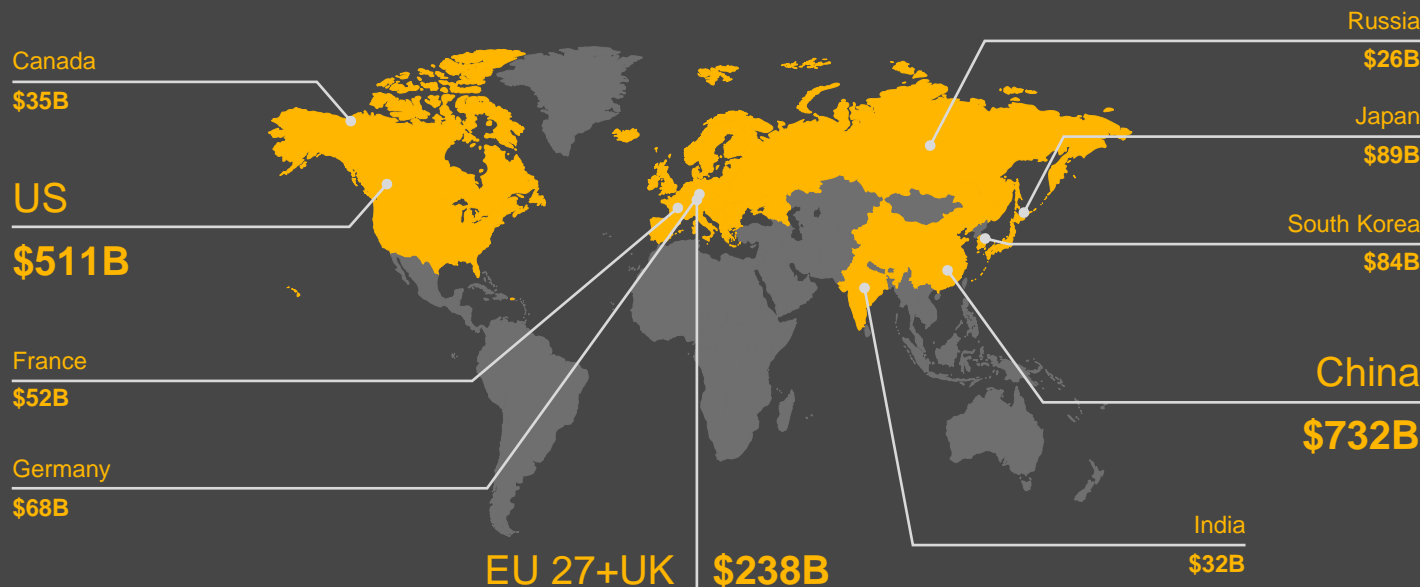 Canada
$35B
US
$511B
France
$52B
Germany
$68B
EU 27+UK $238B
Russia
$26B
Japan
$89B
South Korea
$84B
China
$732B
India
$32B